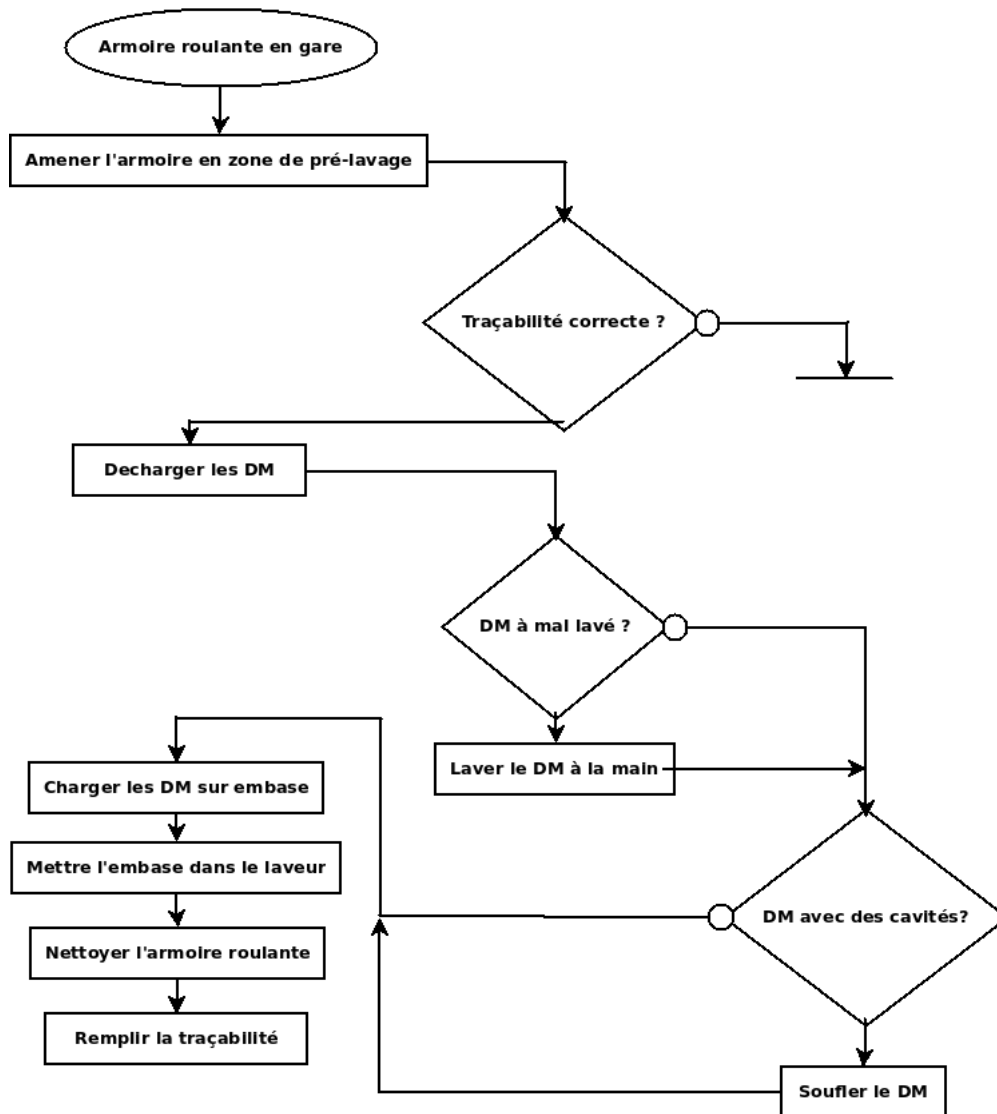 Armoire roulante en gare
Amener l'armoire en zone de pré-lavage
Traçabilité correcte ?
Decharger les DM
DM à mal lavé ?
Laver le DM à la main
Charger les DM sur embase
Mettre l'embase dans le laveur
DM avec des cavités?
Nettoyer l'armoire roulante
Remplir la traçabilité
Soufler le DM